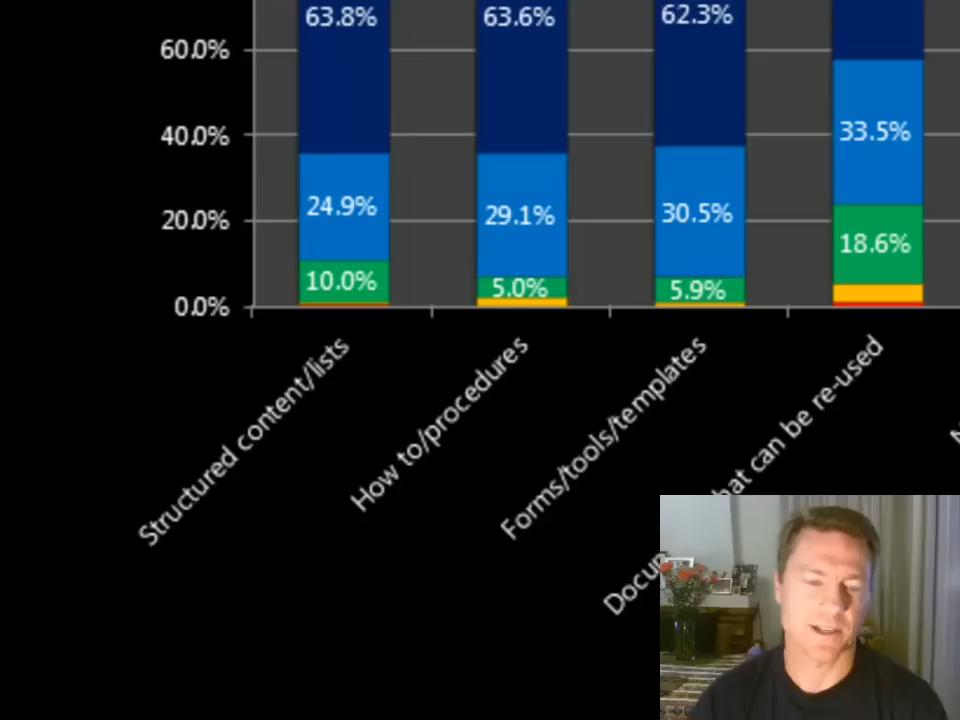 63.8% 63.6% 62.3%
60.0%
40.0% 33.5%
20.0% 24.9% 29.1% 30.5%
18.6%
10.0% 5.0% 5.9%
0.0%
Structured content/lists
How to/procedures
Forms/tools/templates
can be re-used